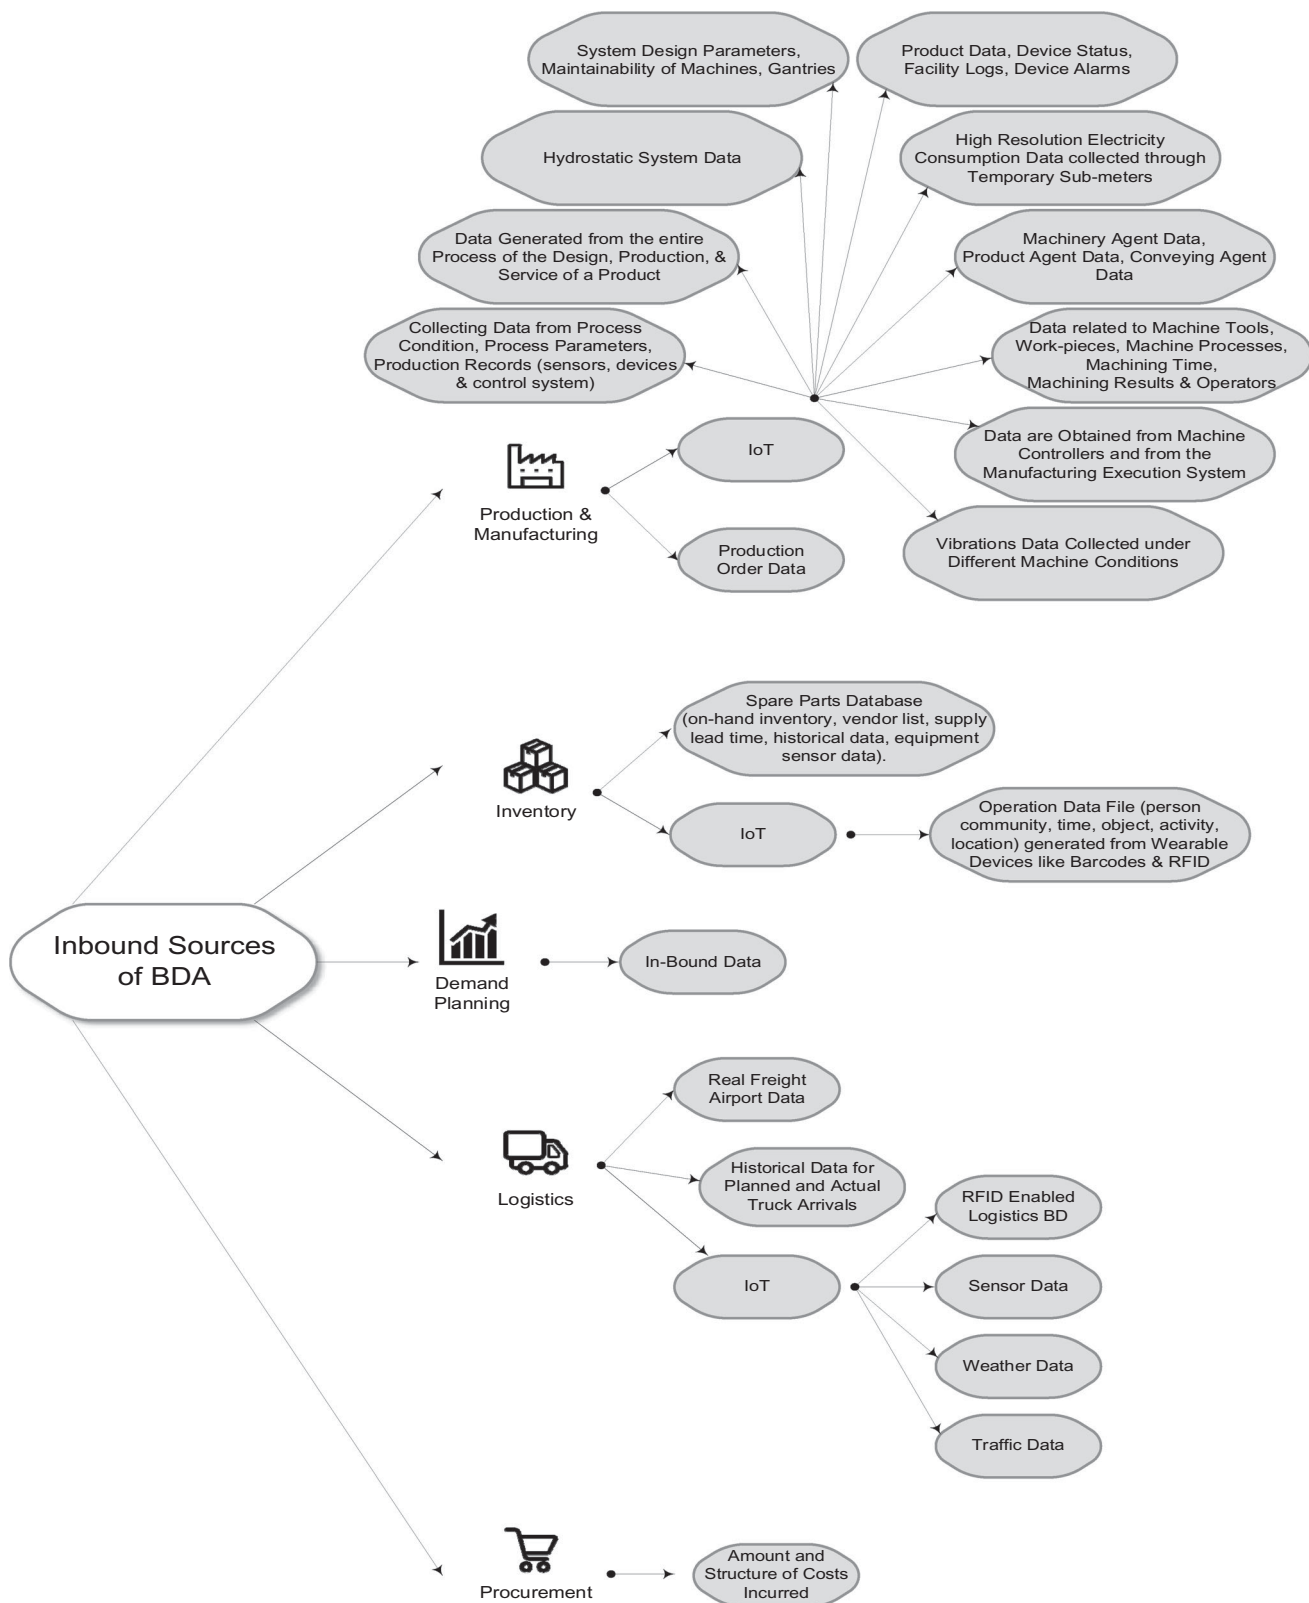 System Design Parameters,
Maintainability of Machines, Gantries
Product Data, Device Status,
Facility Logs, Device Alarms
Hydrostatic System Data
High Resolution Electricity
Consumption Data collected through
Temporary Sub-meters
Data Generated from the entire
Process of the Design, Production, &
Service of a Product
Machinery Agent Data,
Product Agent Data, Conveying Agent
Data
Collecting Data from Process
Condition, Process Parameters,
Production Records (sensors, devices
& control system)
Data related to Machine Tools,
Work-pieces, Machine Processes,
Machining Time,
Machining Results & Operators
IoT
Data are Obtained from Machine
Controllers and from the
Manufacturing Execution System
Production &
Manufacturing
Production
Order Data
Vibrations Data Collected under
Different Machine Conditions
Spare Parts Database
(on-hand inventory, vendor list, supply
lead time, historical data, equipment
sensor data).
Inventory
IoT
Operation Data File (person
community, time, object, activity,
location) generated from Wearable
Devices like Barcodes & RFID
Inbound Sources
of BDA
Demand
Planning
In-Bound Data
Real Freight
Airport Data
Logistics
Historical Data for
Planned and Actual
Truck Arrivals
IoT
RFID Enabled
Logistics BD
Sensor Data
Weather Data
Traffic Data
Procurement
Amount and
Structure of Costs
Incurred